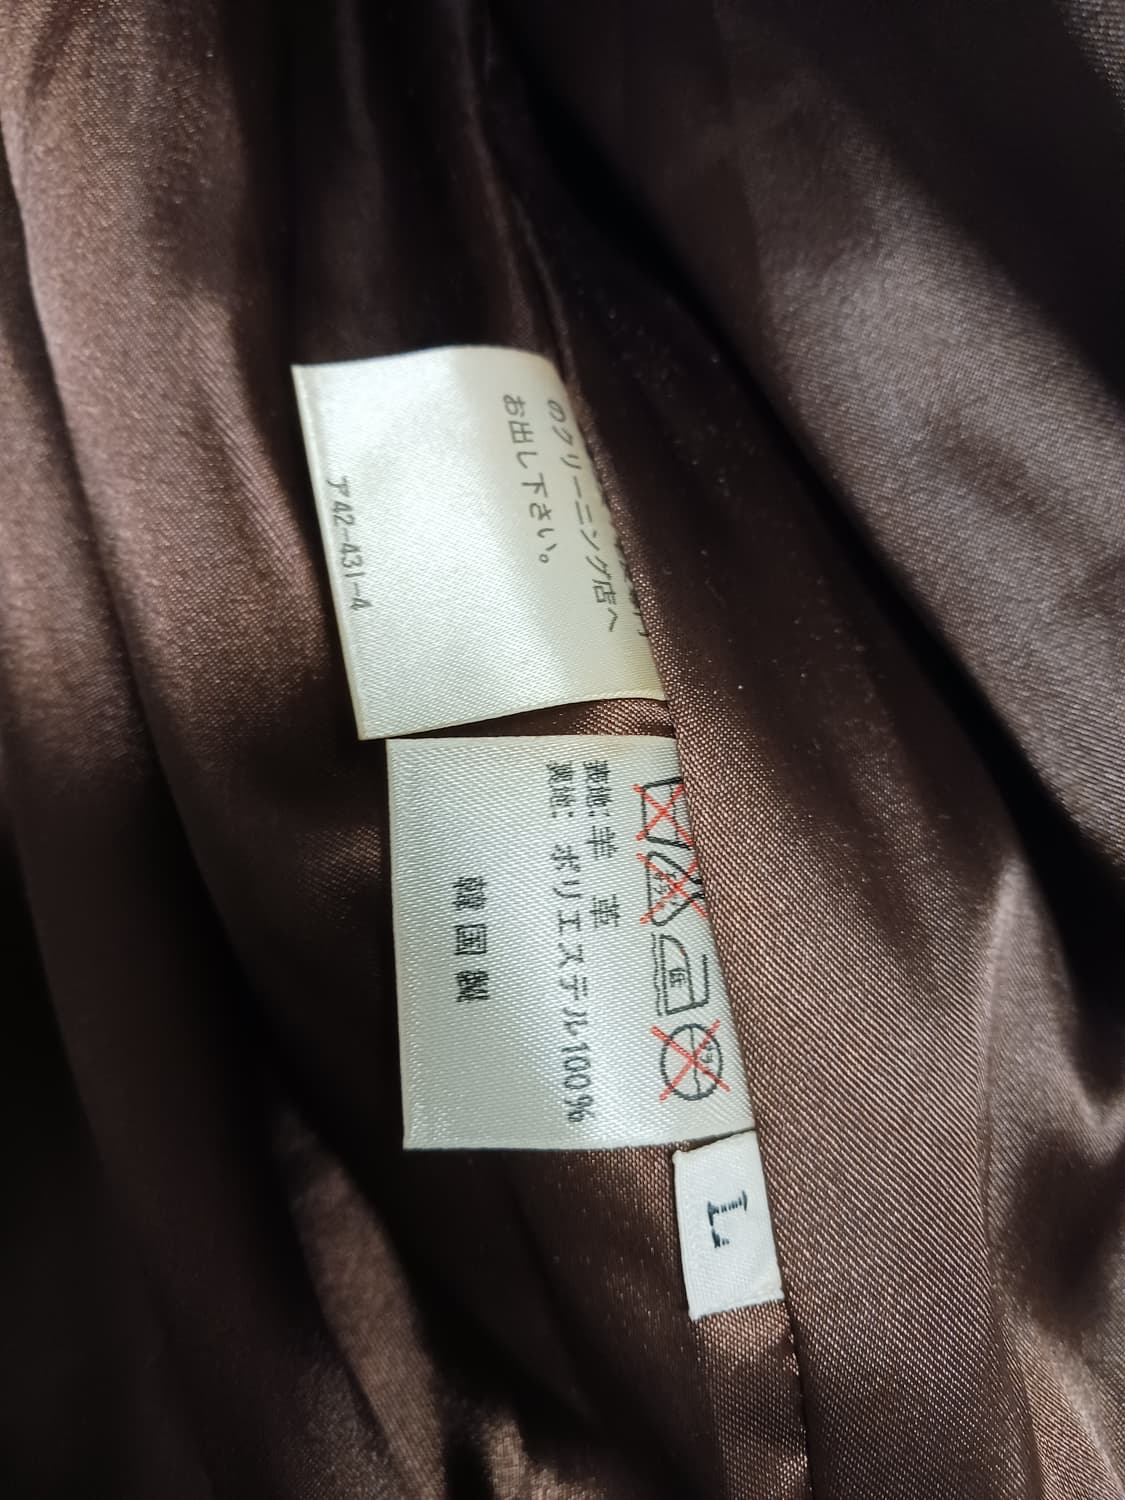 のクリーニング店へ
お出し下さい。
ア42-431-4
表地:羊 革
裏地:ポリエステル100%
韓国製
L